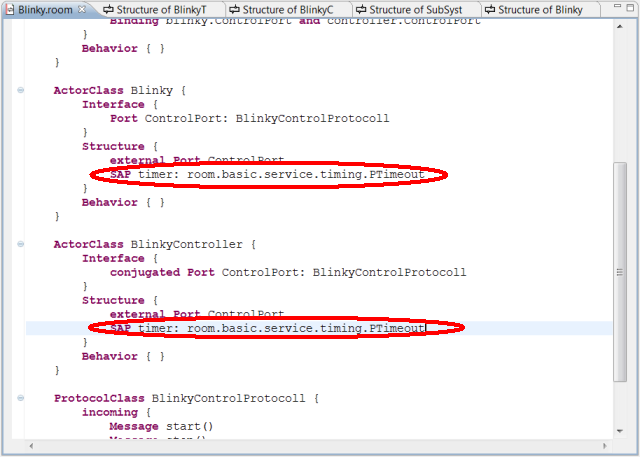 Blinky.room Structure of BlinkyT Structure of BlinkyC Structure of SubSyst Structure of Blinky
Binding blinky.ControlPort and controller.ControlPort
}
Behavior { }
}
ActorClass Blinky {
Interface {
Port ControlPort: BlinkyControlProtocoll
}
Structure {
external Port ControlPort
SAP timer: room.basic.service.timing.PTimeout
}
Behavior { }
}
ActorClass BlinkyController {
Interface {
conjugated Port ControlPort: BlinkyControlProtocoll
}
Structure {
external Port ControlPort
SAP timer: room.basic.service.timing.PTimeout
}
Behavior { }
}
ProtocolClass BlinkyControlProtocoll {
incoming {
Message start()
Message stop()